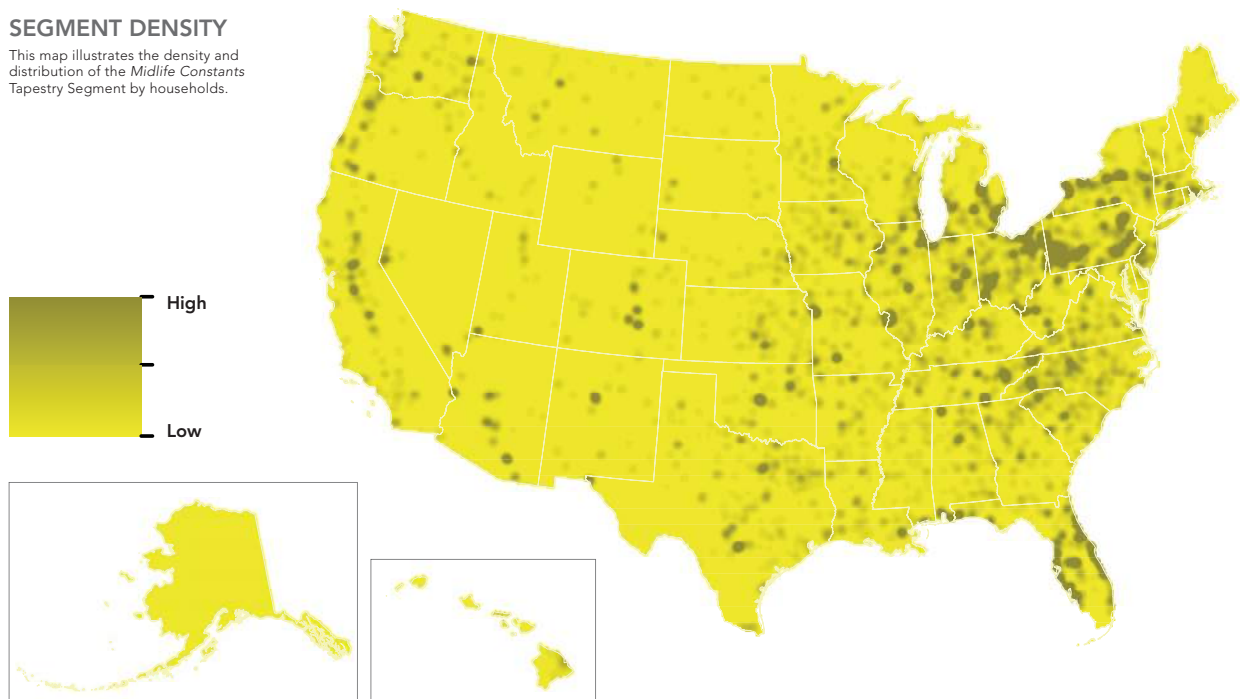 SEGMENT DENSITY
This map illustrates the density and
distribution of the Midlife Constants
Tapestry Segment by households.
High
Low